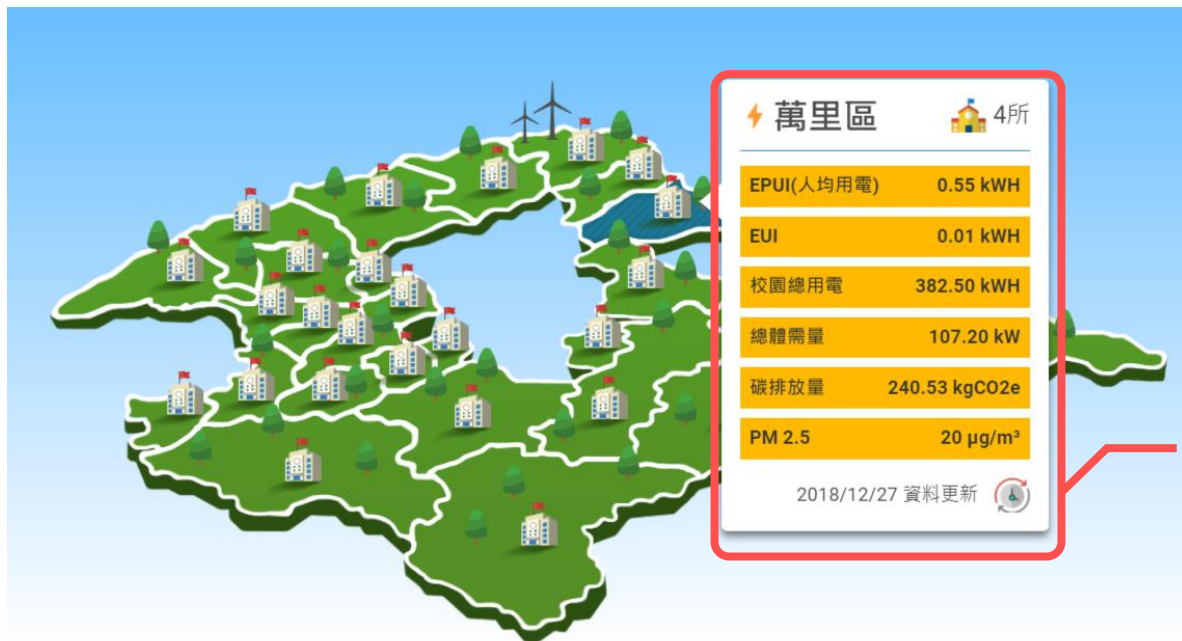 萬里區 4所
EPUI(人均用電) 0.55 kWH
EUI 0.01 kWH
校園總用電 382.50 kWH
總體需量 107.20 kW
碳排放量 240.53 kgCO2e
PM 2.5 20 μg/m³
2018/12/27 資料更新